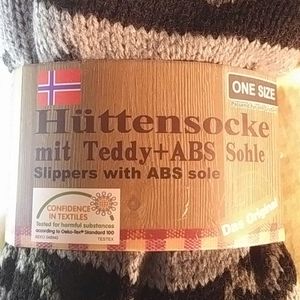 ONE SIZE
Hüttensocke
mit Teddy+ABS Sohle
Slippers with ABS sole
CONFIDENCE
IN TEXTILES
Tested for harmful substances
according to Oeko-Tex® Standard 100
TESTEX
Das Original